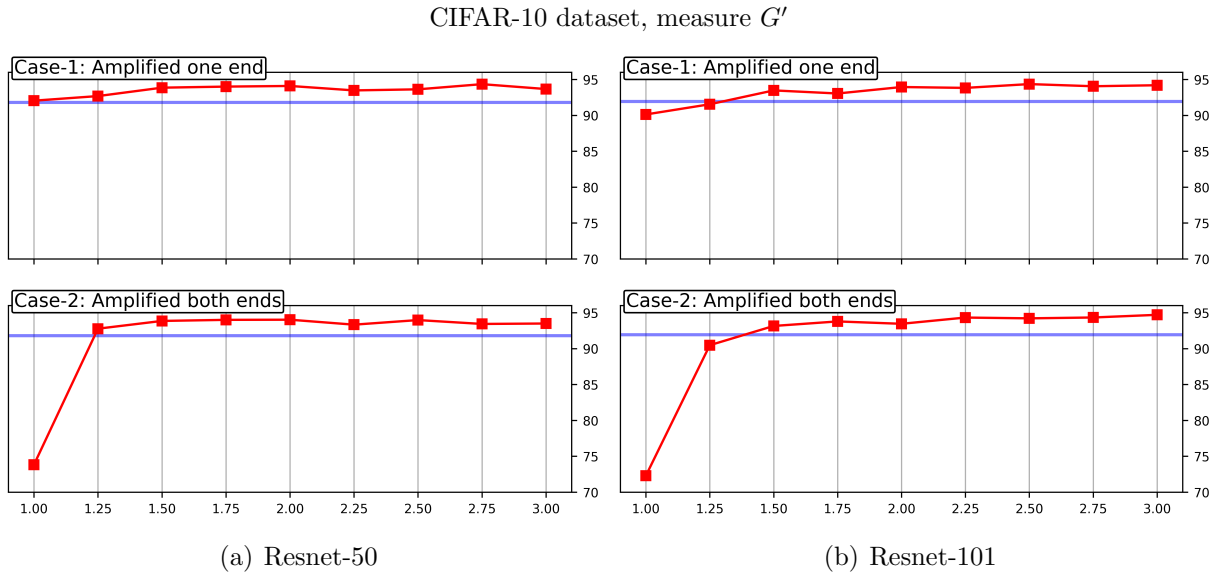 CIFAR-10 dataset, measure G′
Case-1: Amplified one end
95
90
85
80
75
70
Case-2: Amplified both ends
95
90
85
80
75
70
1.00 1.25 1.50 1.75 2.00 2.25 2.50 2.75 3.00
(a) Resnet-50
Case-1: Amplified one end
95
90
85
80
75
70
Case-2: Amplified both ends
95
90
85
80
75
70
1.00 1.25 1.50 1.75 2.00 2.25 2.50 2.75 3.00
(b) Resnet-101